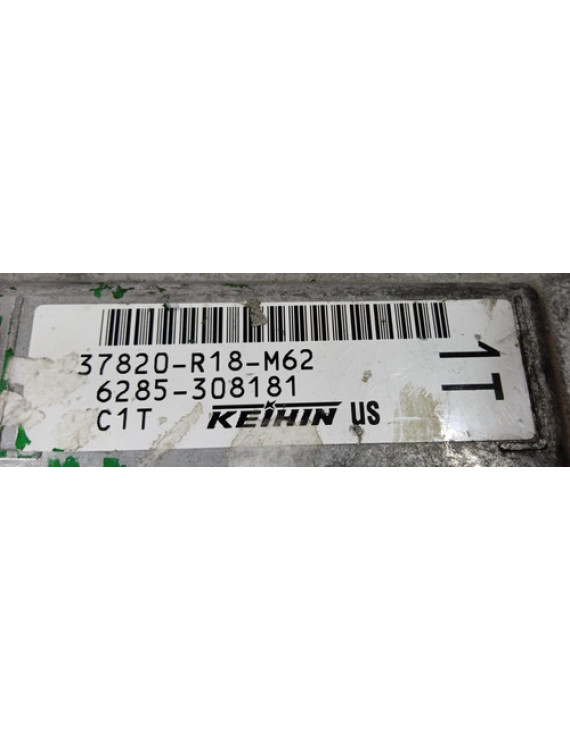 37820-R18-M62
6285-308181
C1T KEIHIN US
1T